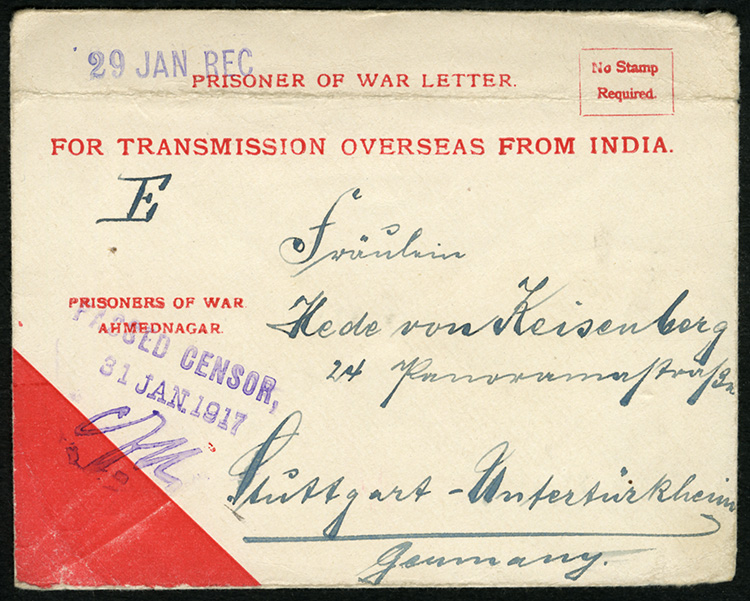 29 JAN REC
PRISONER OF WAR LETTER.
No Stamp
Required.
FOR TRANSMISSION OVERSEAS FROM INDIA.
E
Fräulein
PRISONERS OF WAR.
AHMEDNAGAR.
Hede von Keisenberg
24 Panoramastraße
PASSED CENSOR,
31 JAN.1917
Stuttgart-Untertürkheim
Germany.